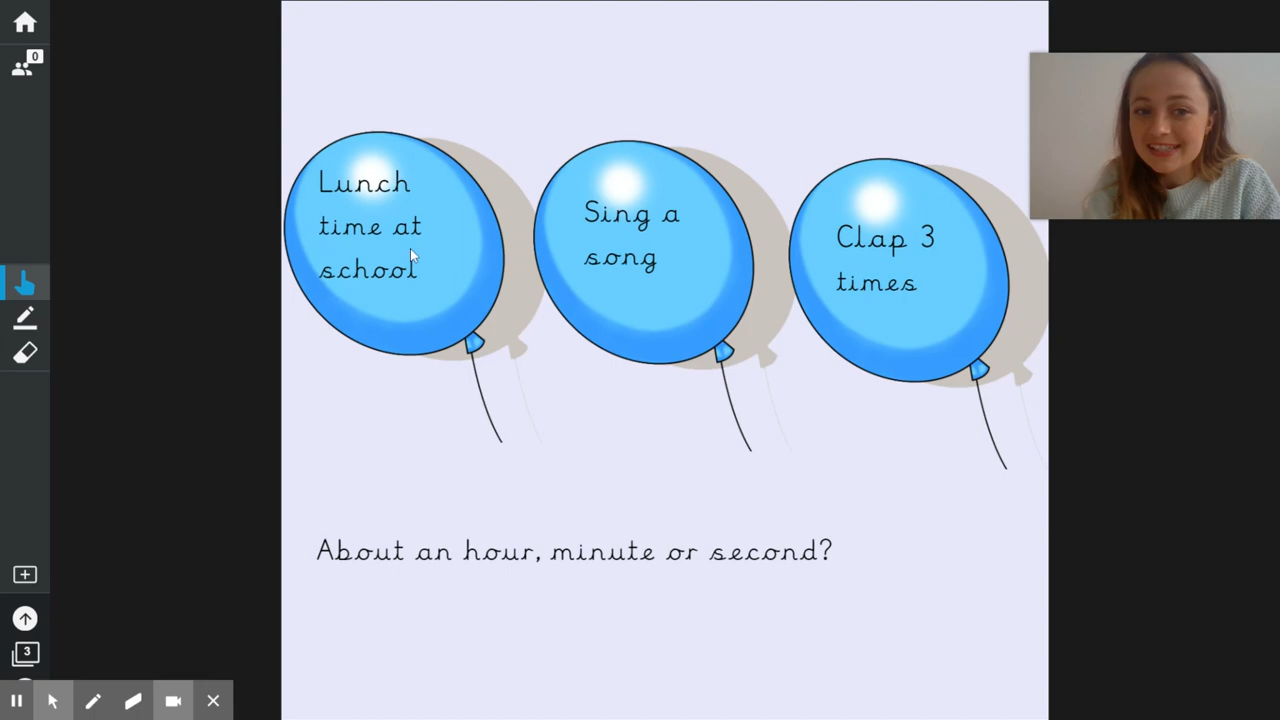 0
Lunch
time at
school
Sing a
song
Clap 3
times
About an hour, minute or second?
3